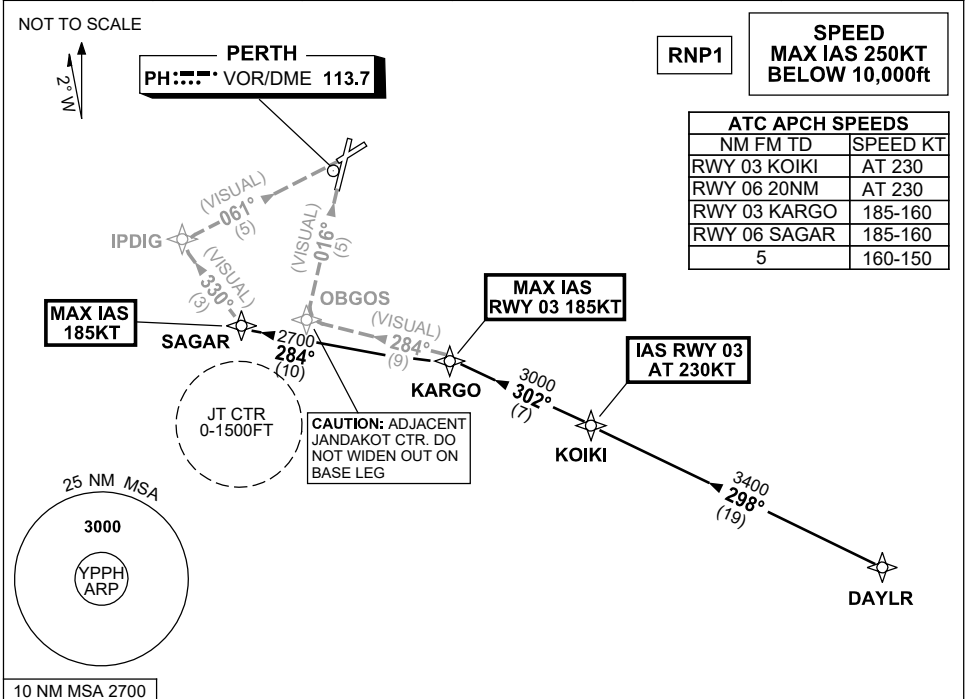 NOT TO SCALE
2° W
PERTH
PH VOR/DME 113.7
RNP1
SPEED
MAX IAS 250KT
BELOW 10,000ft
ATC APCH SPEEDS
NM FM TD SPEED KT
RWY 03 KOIKI AT 230
RWY 06 20NM AT 230
RWY 03 KARGO 185-160
RWY 06 SAGAR 185-160
5 160-150
(VISUAL)
061°
(5)
(VISUAL)
016°
(5)
IPDIG
(VISUAL)
330°
(3)
OBGOS
(VISUAL)
284°
(9)
MAX IAS
185KT
SAGAR
2700
284°
(10)
MAX IAS
RWY 03 185KT
KARGO
3000
302°
(7)
IAS RWY 03
AT 230KT
KOIKI
3400
298°
(19)
DAYLR
JT CTR
0-1500FT
CAUTION: ADJACENT
JANDAKOT CTR. DO
NOT WIDEN OUT ON
BASE LEG
25 NM MSA
3000
YPPH
ARP
10 NM MSA 2700